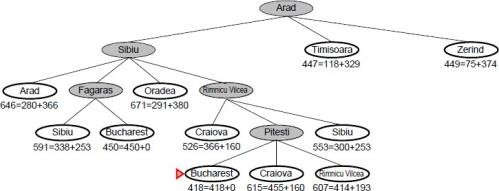 Arad
Sibiu
Timisoara
Zerind
447=118+329
449=75+374
Arad
Fagaras
Oradea
Rimnicu Vilcea
646=280+366
671=291+380
Sibiu
Bucharest
Craiova
Pitesti
Sibiu
591=338+253
450=450+0
526=366+160
553=300+253
Bucharest
Craiova
Rimnicu Vilcea
418=418+0
615=455+160
607=414+193